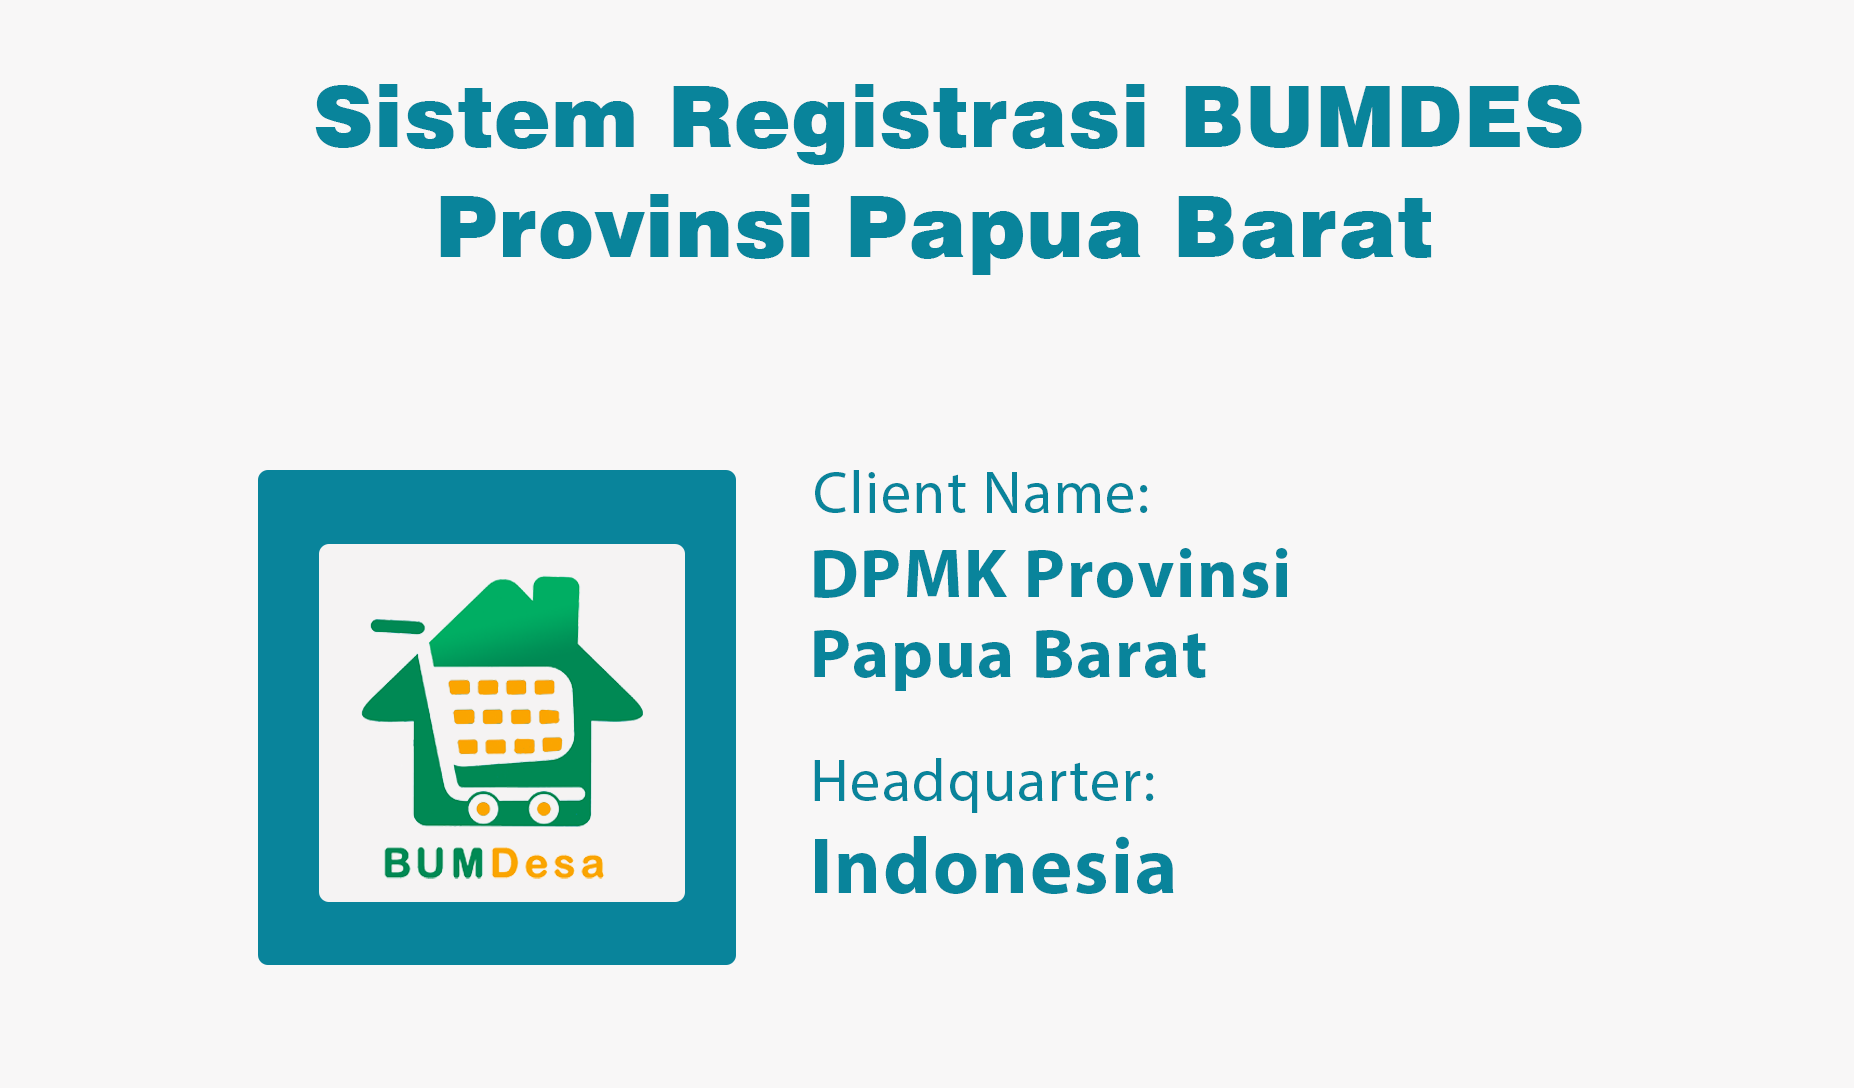 Sistem Registrasi BUMDES
Provinsi Papua Barat
BUMDesa
Client Name:
DPMK Provinsi
Papua Barat
Headquarter:
Indonesia